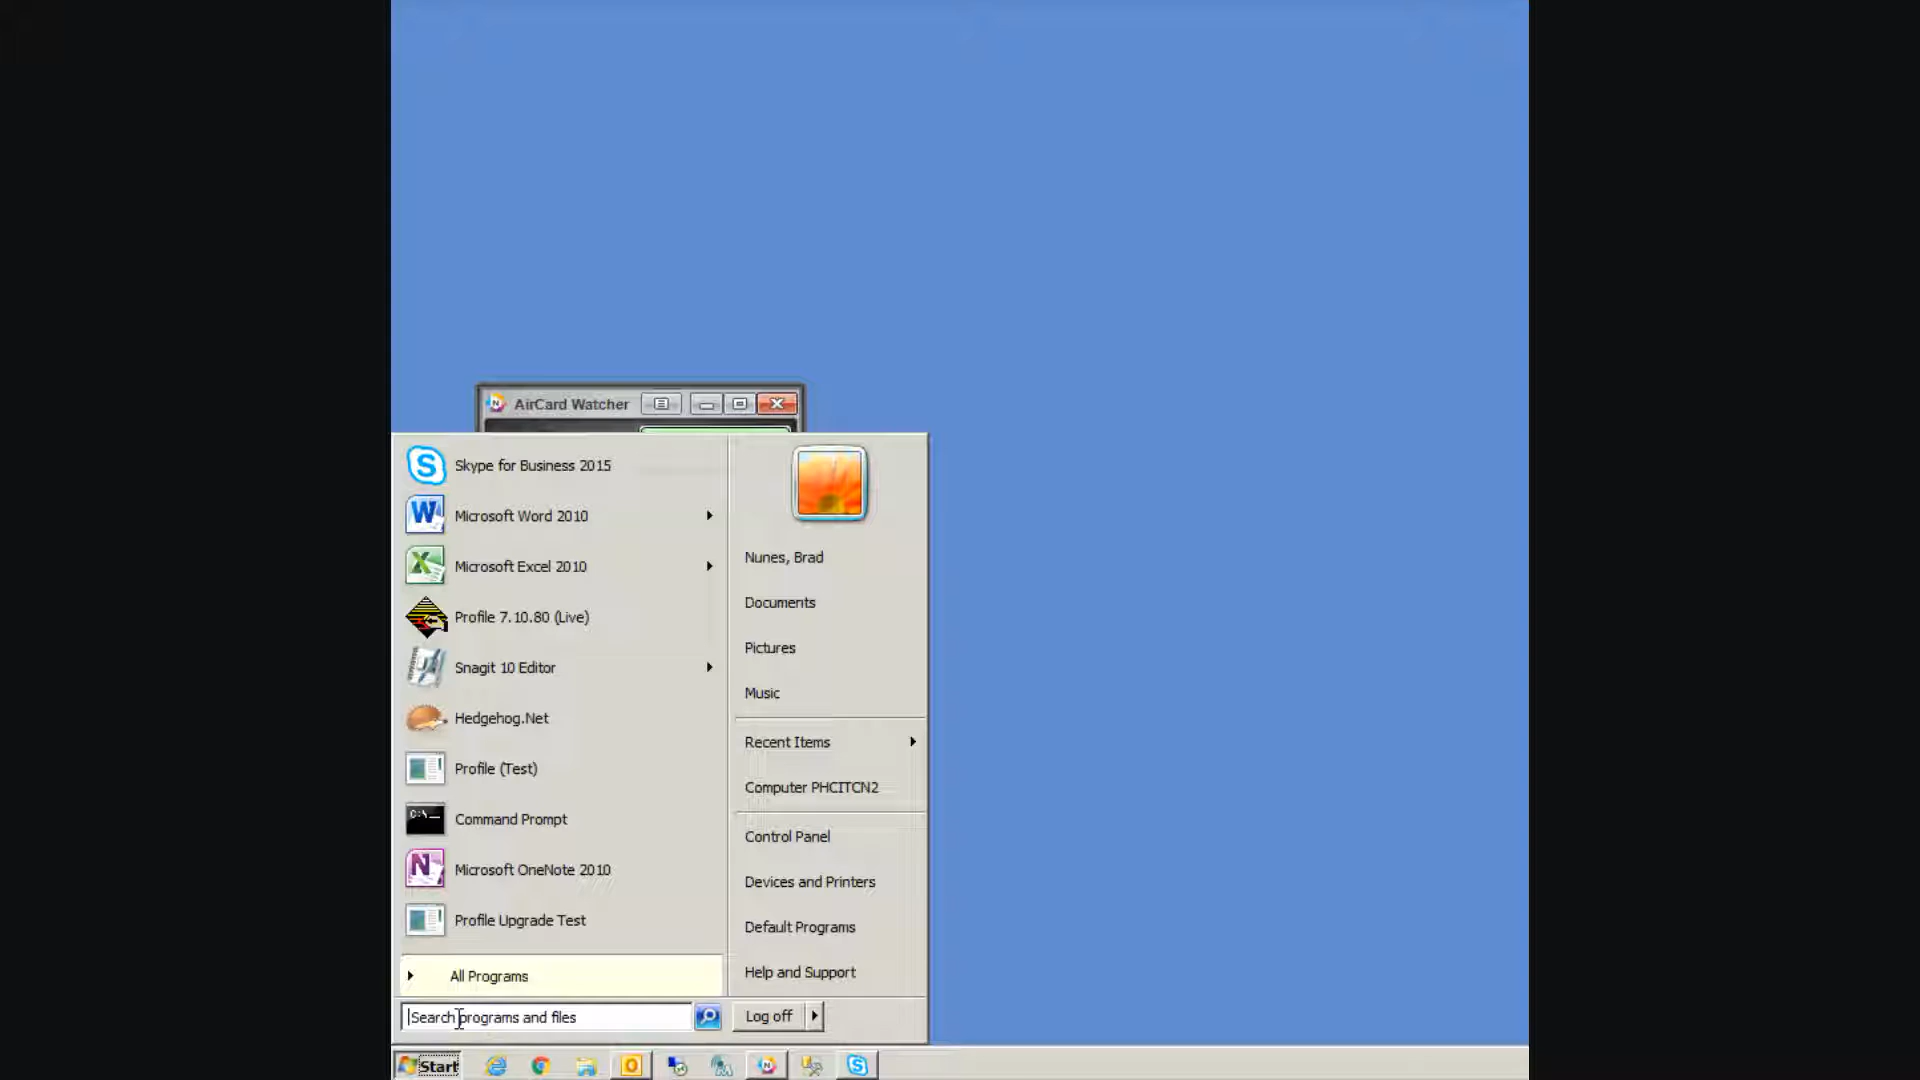 AirCard Watcher
Skype for Business 2015
Microsoft Word 2010
Microsoft Excel 2010
Profile 7.10.80 (Live)
Snagit 10 Editor
Hedgehog.Net
Profile (Test)
Command Prompt
Microsoft OneNote 2010
Profile Upgrade Test
All Programs
Search programs and files
Nunes, Brad
Documents
Pictures
Music
Recent Items
Computer PHCITCN2
Control Panel
Devices and Printers
Default Programs
Help and Support
Log off
Start